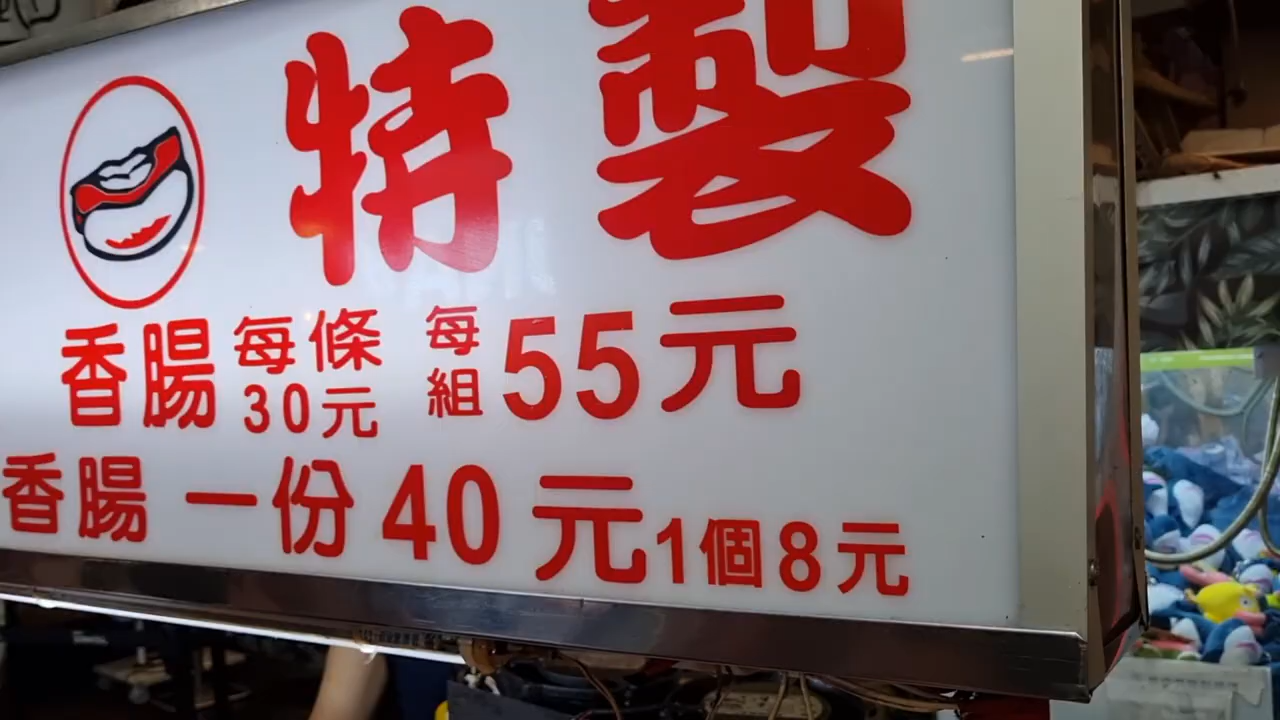 特製
香腸 每條30元 每組55元
香腸 一份40元 1個8元